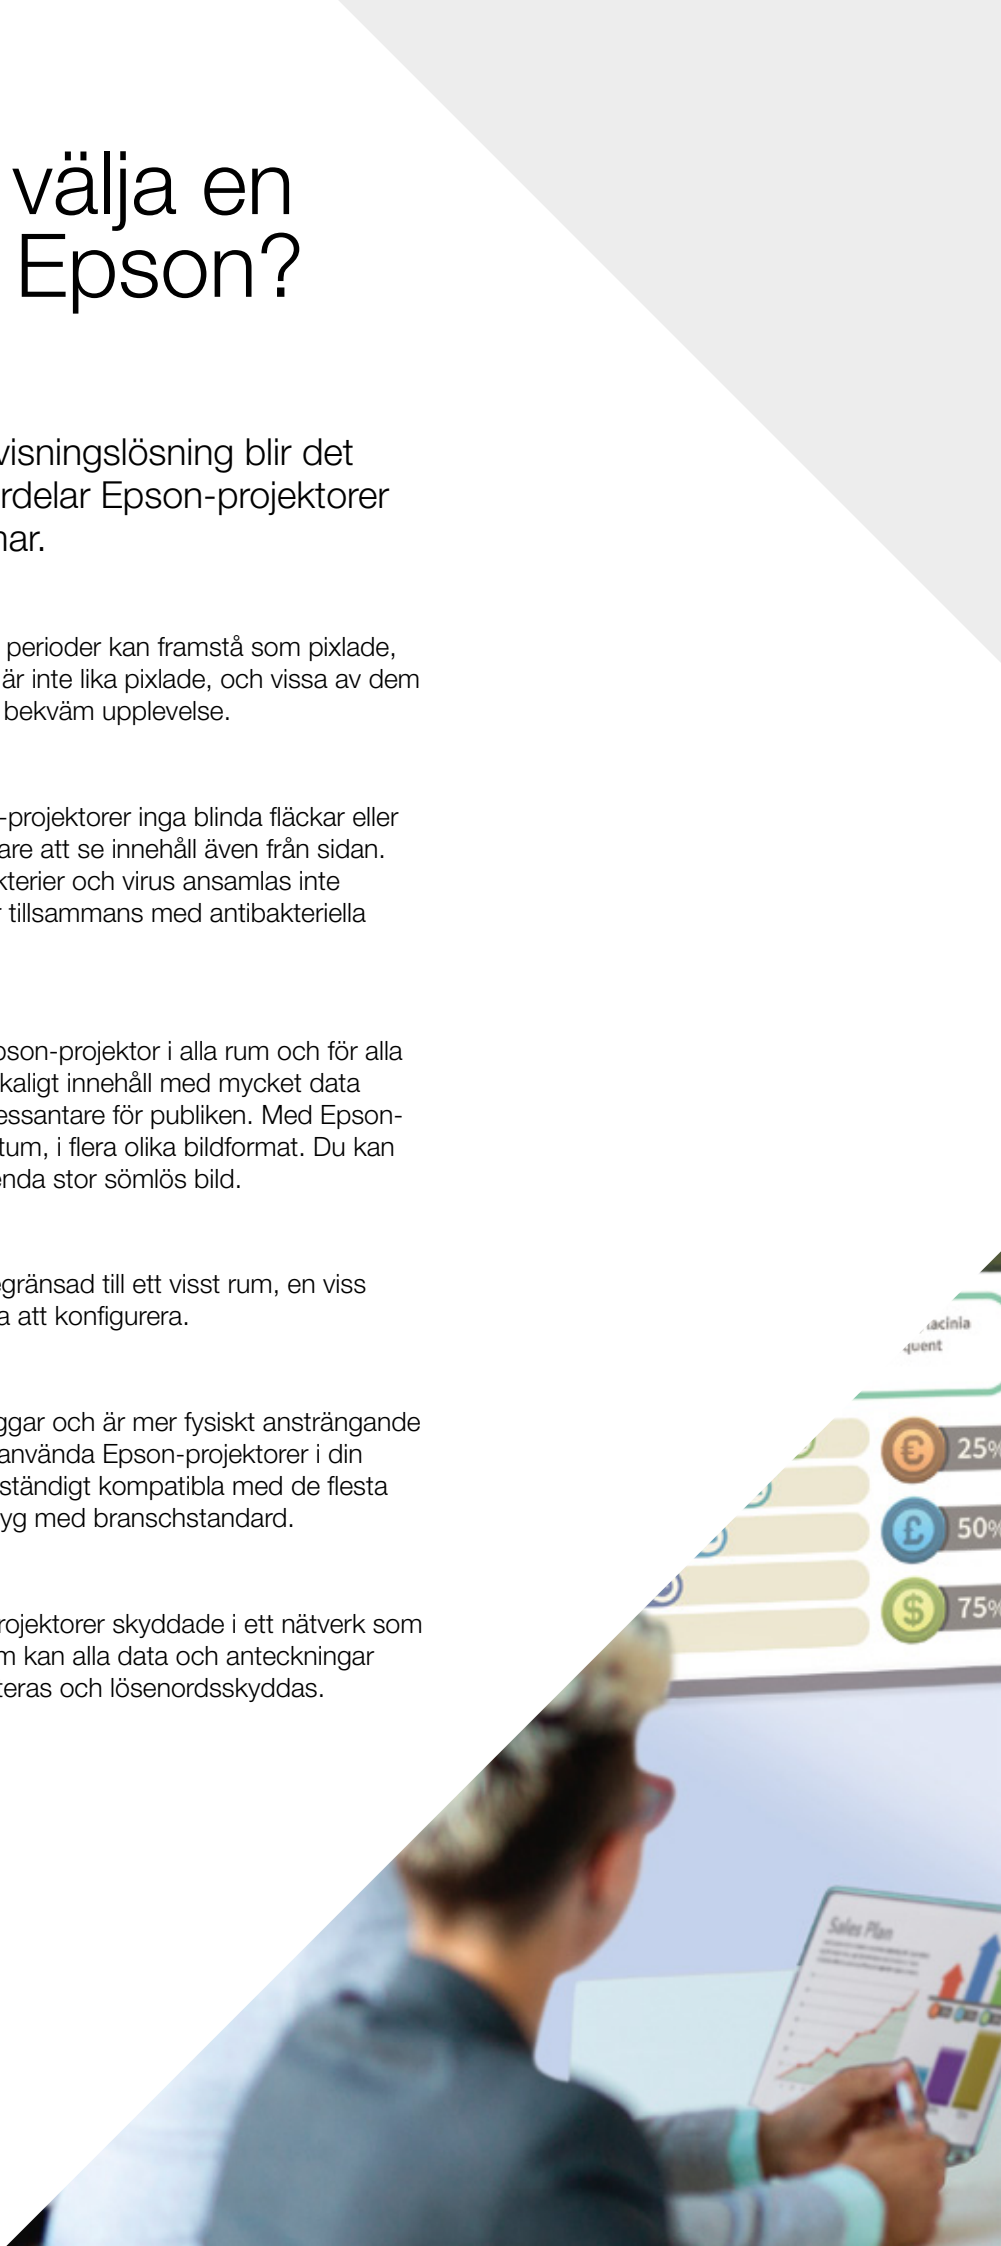 välja en
Epson?
visningslösning blir det
rdelar Epson-projektorer
nar.
perioder kan framstå som pixlade,
är inte lika pixlade, och vissa av dem
bekväm upplevelse.
-projektorer inga blinda fläckar eller
are att se innehåll även från sidan.
kterier och virus ansamlas inte
tillsammans med antibakteriella
pson-projektor i alla rum och för alla
kaligt innehåll med mycket data
essantare för publiken. Med Epson-
tum, i flera olika bildformat. Du kan
enda stor sömlös bild.
egränsad till ett visst rum, en viss
a att konfigurera.
ggar och är mer fysiskt ansträngande
använda Epson-projektorer i din
ständigt kompatibla med de flesta
yg med branschstandard.
rojektorer skyddade i ett nätverk som
m kan alla data och anteckningar
teras och lösenordsskyddas.
lacinia
quent
€ 25%
£ 50%
$ 75%
Sales Plan